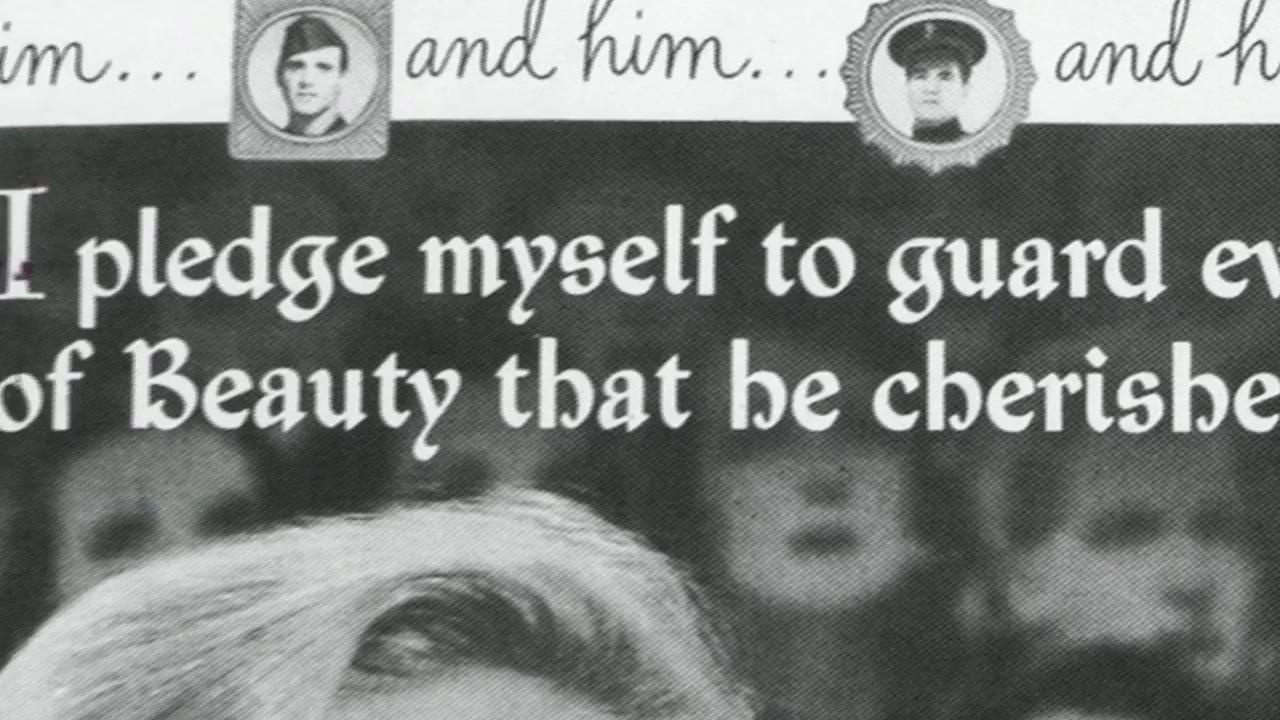 im... and him... and h
I pledge myself to guard ev
of Beauty that he cherishe